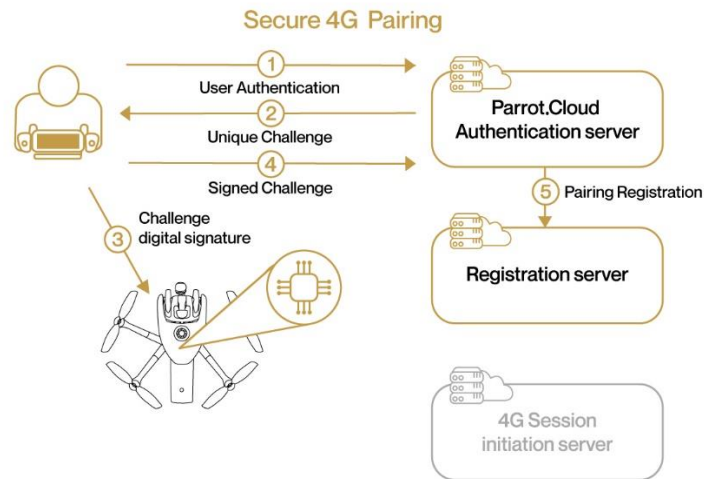 Secure 4G Pairing
1
User Authentication
2
Unique Challenge
4
Signed Challenge
Parrot.Cloud
Authentication server
5 Pairing Registration
3
Challenge
digital signature
Registration server
4G Session
initiation server